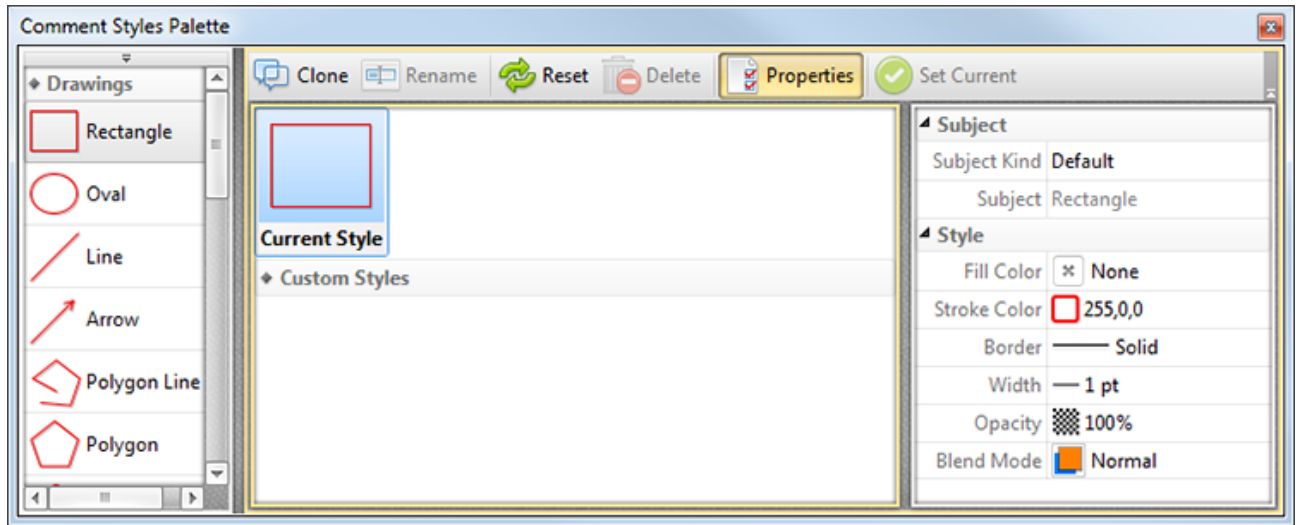 Comment Styles Palette
Drawings
Rectangle
Oval
Line
Arrow
Polygon Line
Polygon
Clone Rename Reset Delete Properties Set Current
Current Style
Custom Styles
Subject
Subject Kind Default
Subject Rectangle
Style
Fill Color None
Stroke Color 255,0,0
Border Solid
Width 1 pt
Opacity 100%
Blend Mode Normal